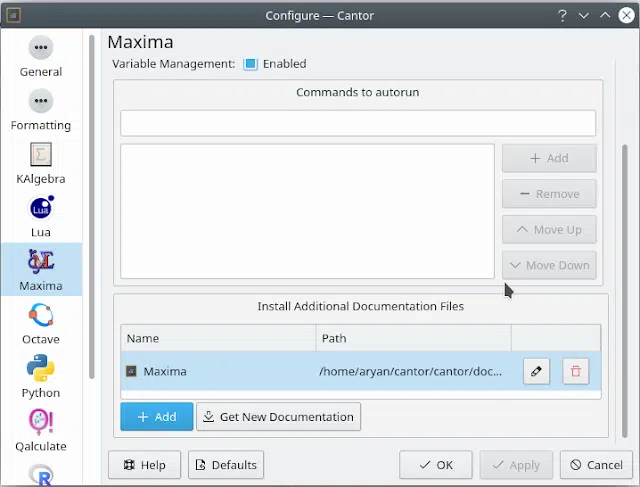 Configure — Cantor
General
Formatting
KAlgebra
Lua
Maxima
Octave
Python
Qalculate
Maxima
Variable Management: Enabled
Commands to autorun
Add
Remove
Move Up
Move Down
Install Additional Documentation Files
Name Path
Maxima /home/aryan/cantor/cantor/doc...
Add Get New Documentation
Help Defaults OK Apply Cancel